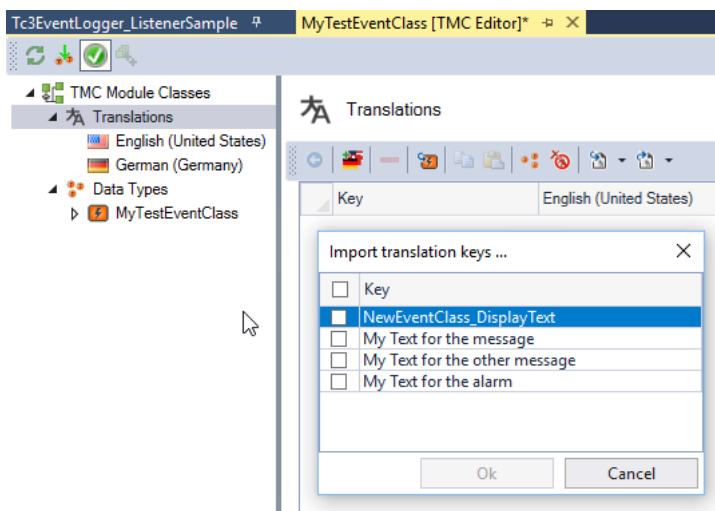 Tc3EventLogger_ListenerSample
MyTestEventClass [TMC Editor]*
TMC Module Classes
Translations
English (United States)
German (Germany)
Data Types
MyTestEventClass
Translations
Key
English (United States)
Import translation keys ...
Key
NewEventClass_DisplayText
My Text for the message
My Text for the other message
My Text for the alarm
Ok
Cancel